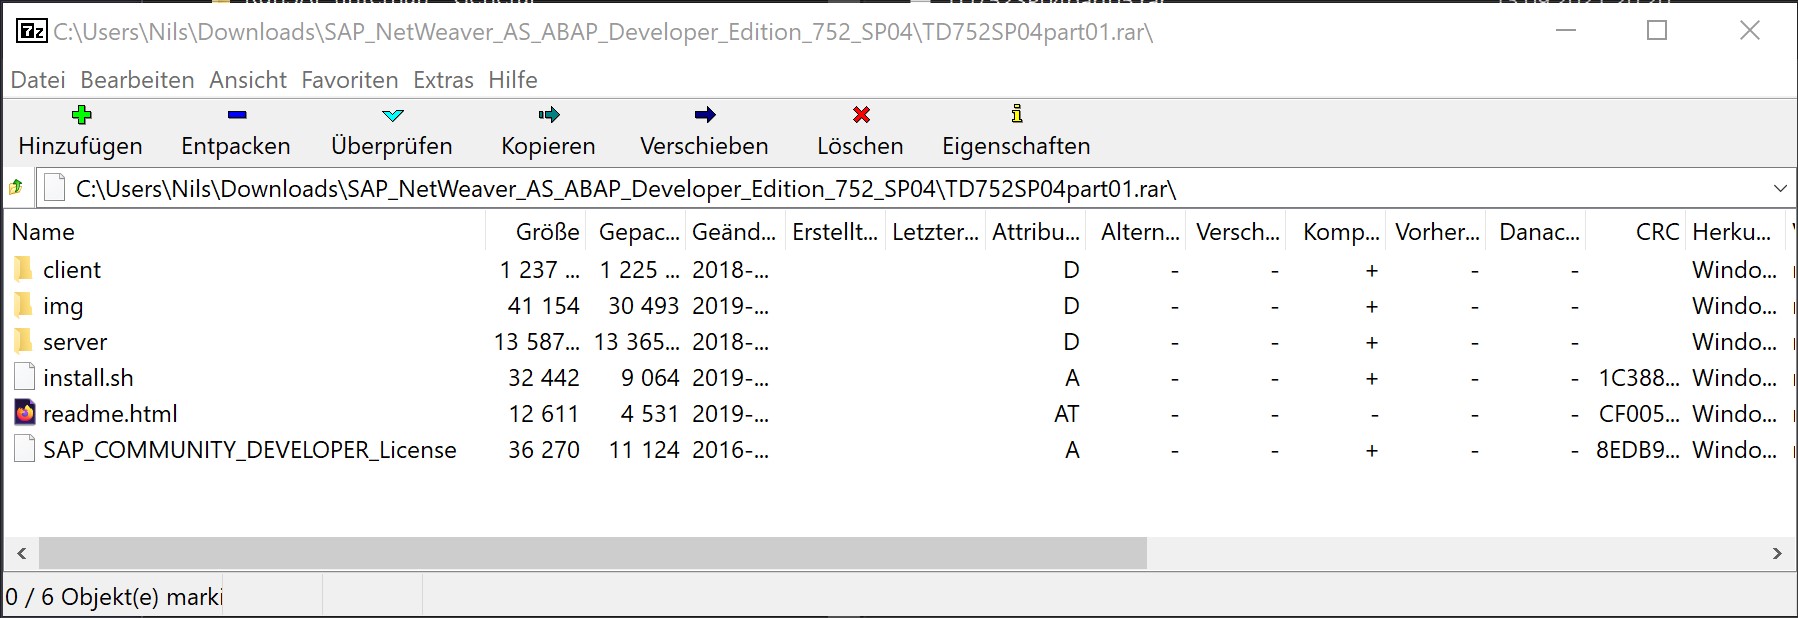 7z C:\Users\Nils\Downloads\SAP_NetWeaver_AS_ABAP_Developer_Edition_752_SP04\TD752SP04part01.rar\
Datei Bearbeiten Ansicht Favoriten Extras Hilfe
Hinzufügen Entpacken Überprüfen Kopieren Verschieben Löschen Eigenschaften
C:\Users\Nils\Downloads\SAP_NetWeaver_AS_ABAP_Developer_Edition_752_SP04\TD752SP04part01.rar\
Name Größe Gepac... Geänd... Erstellt... Letzter... Attribu... Altern... Versch... Komp... Vorher... Danac... CRC Herku...
client 1 237 ... 1 225 ... 2018-... D - - + - - Windo...
img 41 154 30 493 2019-... D - - + - - Windo...
server 13 587... 13 365... 2018-... D - - + - - Windo...
install.sh 32 442 9 064 2019-... A - - + - - 1C388... Windo...
readme.html 12 611 4 531 2019-... AT - - - - - CF005... Windo...
SAP_COMMUNITY_DEVELOPER_License 36 270 11 124 2016-... A - - + - - 8EDB9... Windo...
0 / 6 Objekt(e) marki